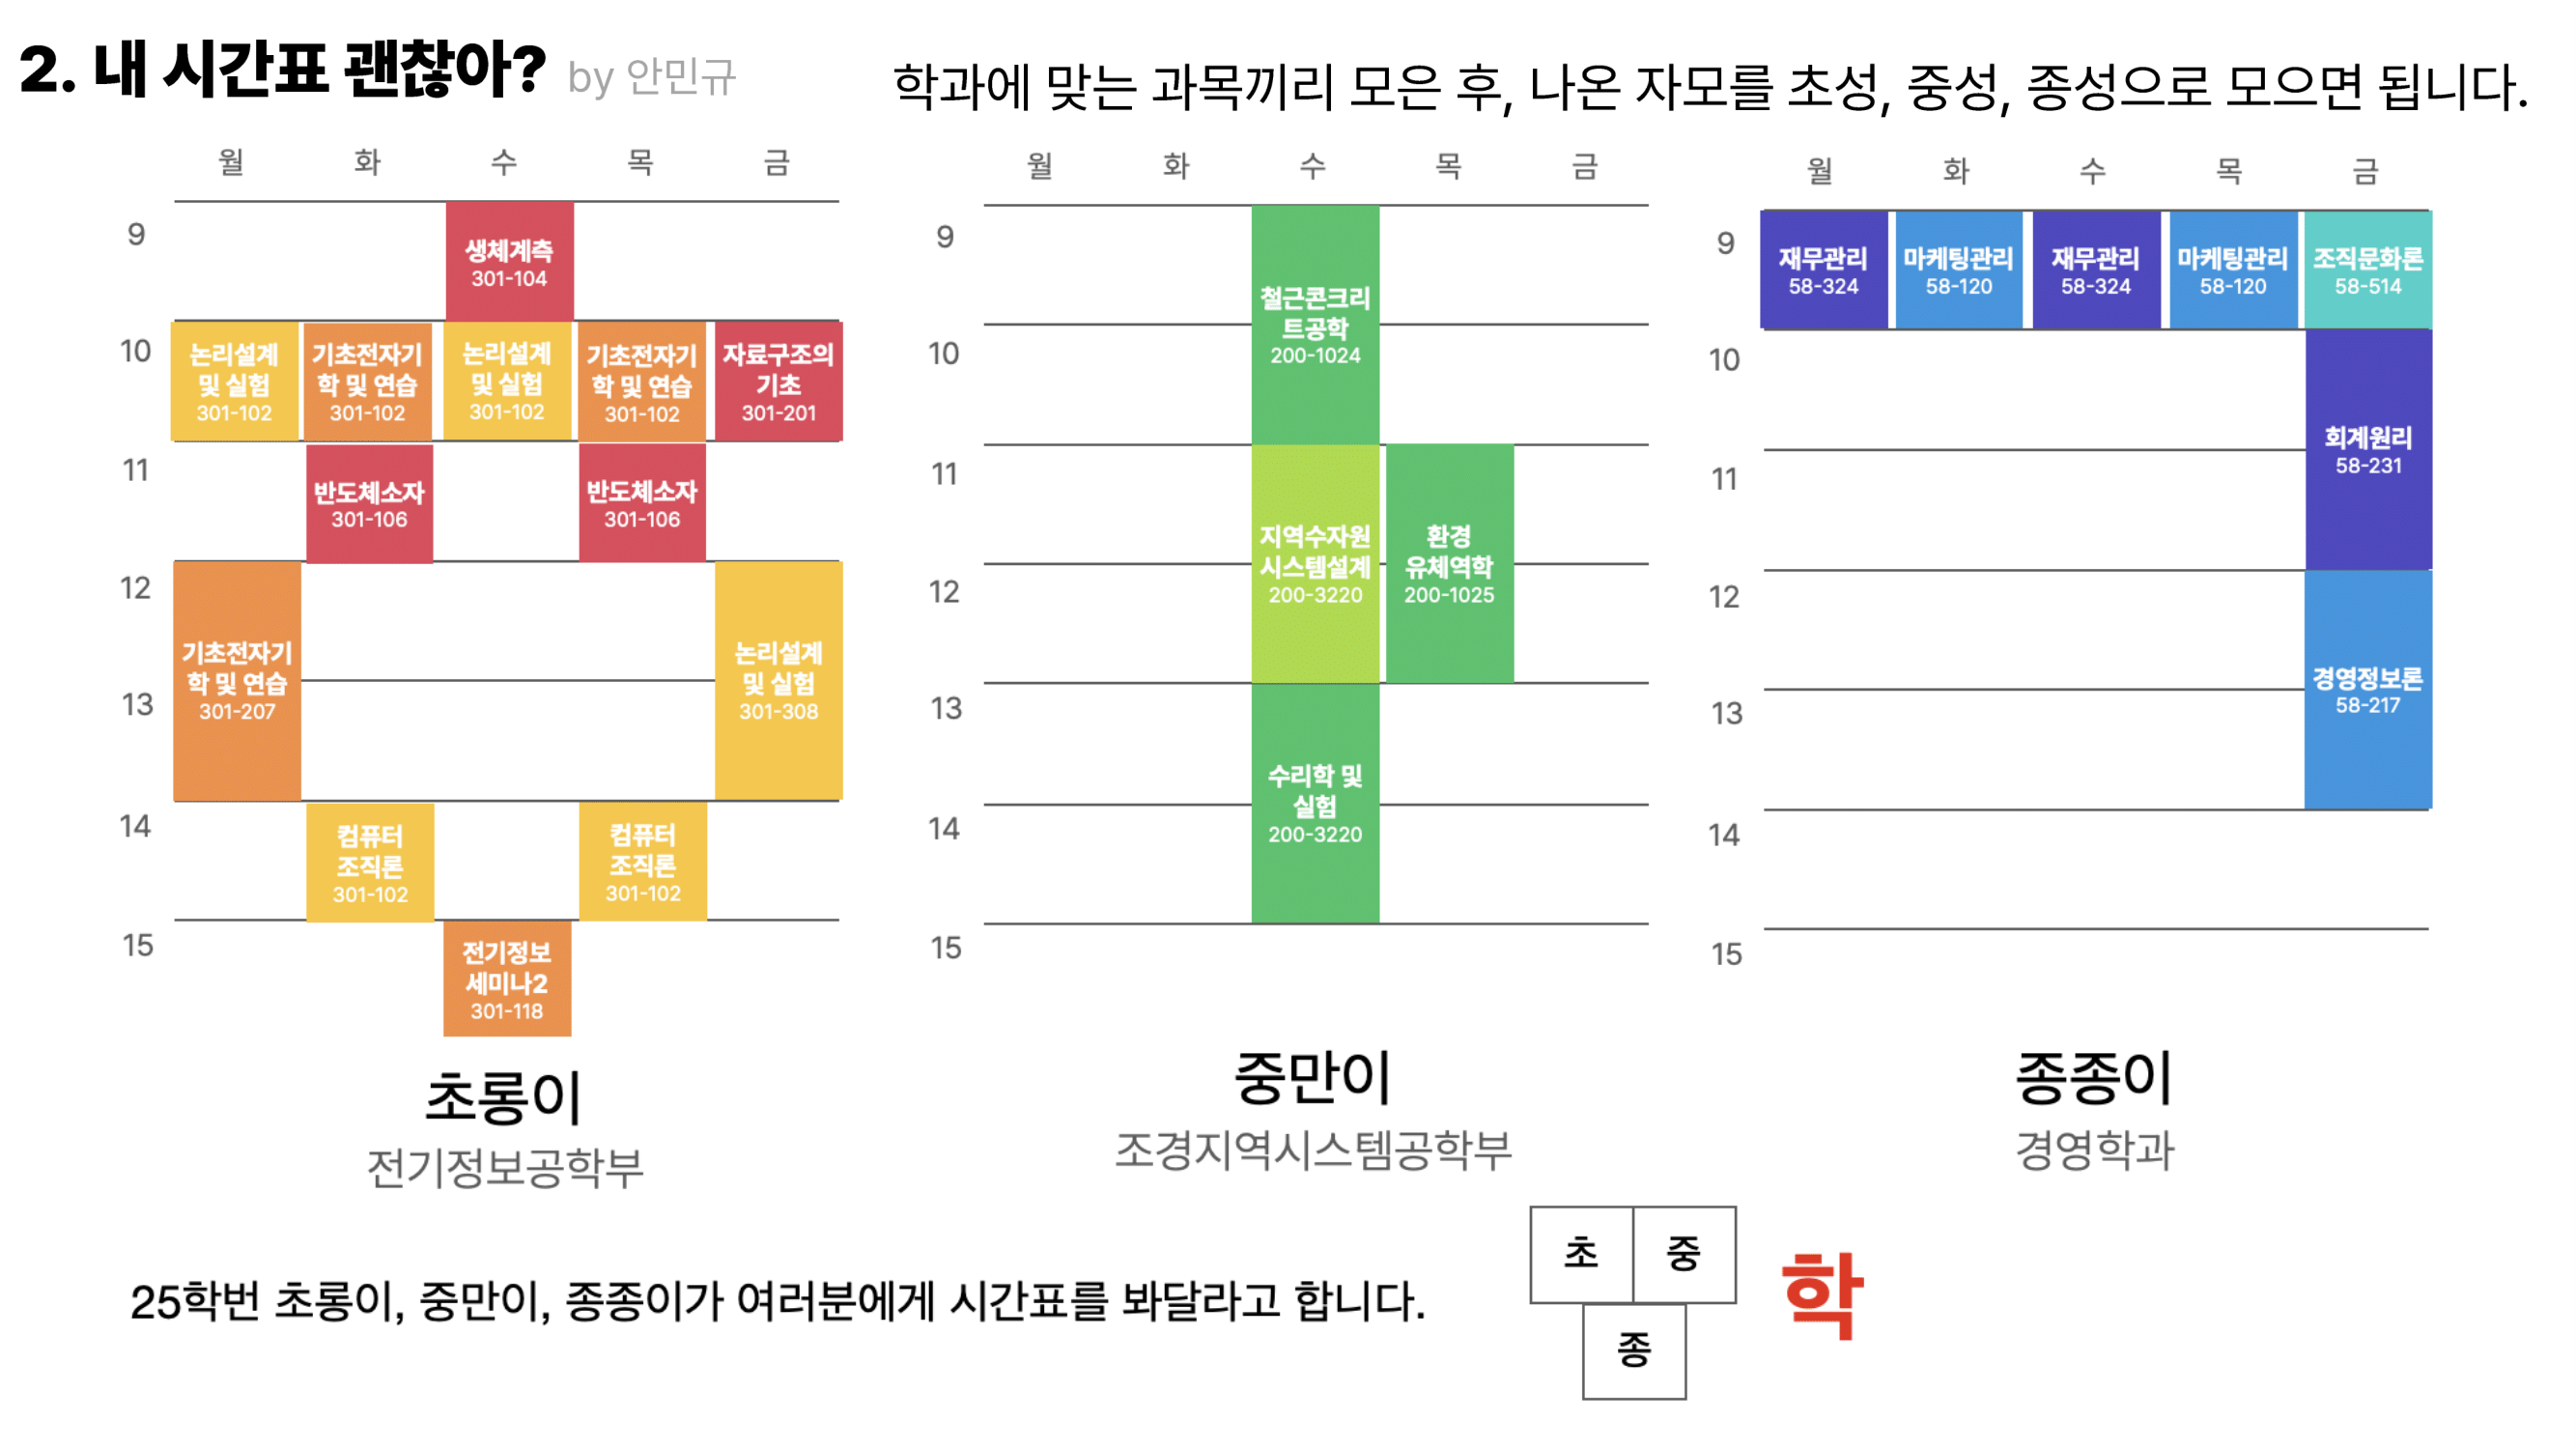 2. 내 시간표 괜찮아? by 안민규
학과에 맞는 과목끼리 모은 후, 나온 자모를 초성, 중성, 종성으로 모으면 됩니다.
월 화 수 목 금
9
생체계측
301-104
10
논리설계
및 실험
301-102
기초전자기
학 및 연습
301-102
논리설계
및 실험
301-102
기초전자기
학 및 연습
301-102
자료구조의
기초
301-201
11
반도체소자
301-106
반도체소자
301-106
12
기초전자기
학 및 연습
301-207
논리설계
및 실험
301-308
13
14
컴퓨터
조직론
301-102
컴퓨터
조직론
301-102
15
전기정보
세미나2
301-118
초롱이
전기정보공학부
월 화 수 목 금
9
철근콘크리
트공학
200-1024
10
11
지역수자원
시스템설계
200-3220
환경
유체역학
200-1025
12
13
수리학 및
실험
200-3220
14
15
중만이
조경지역시스템공학부
월 화 수 목 금
9
재무관리
58-324
마케팅관리
58-120
재무관리
58-324
마케팅관리
58-120
조직문화론
58-514
10
회계원리
58-231
11
12
경영정보론
58-217
13
14
15
종종이
경영학과
25학번 초롱이, 중만이, 종종이가 여러분에게 시간표를 봐달라고 합니다.
초 중
종
학